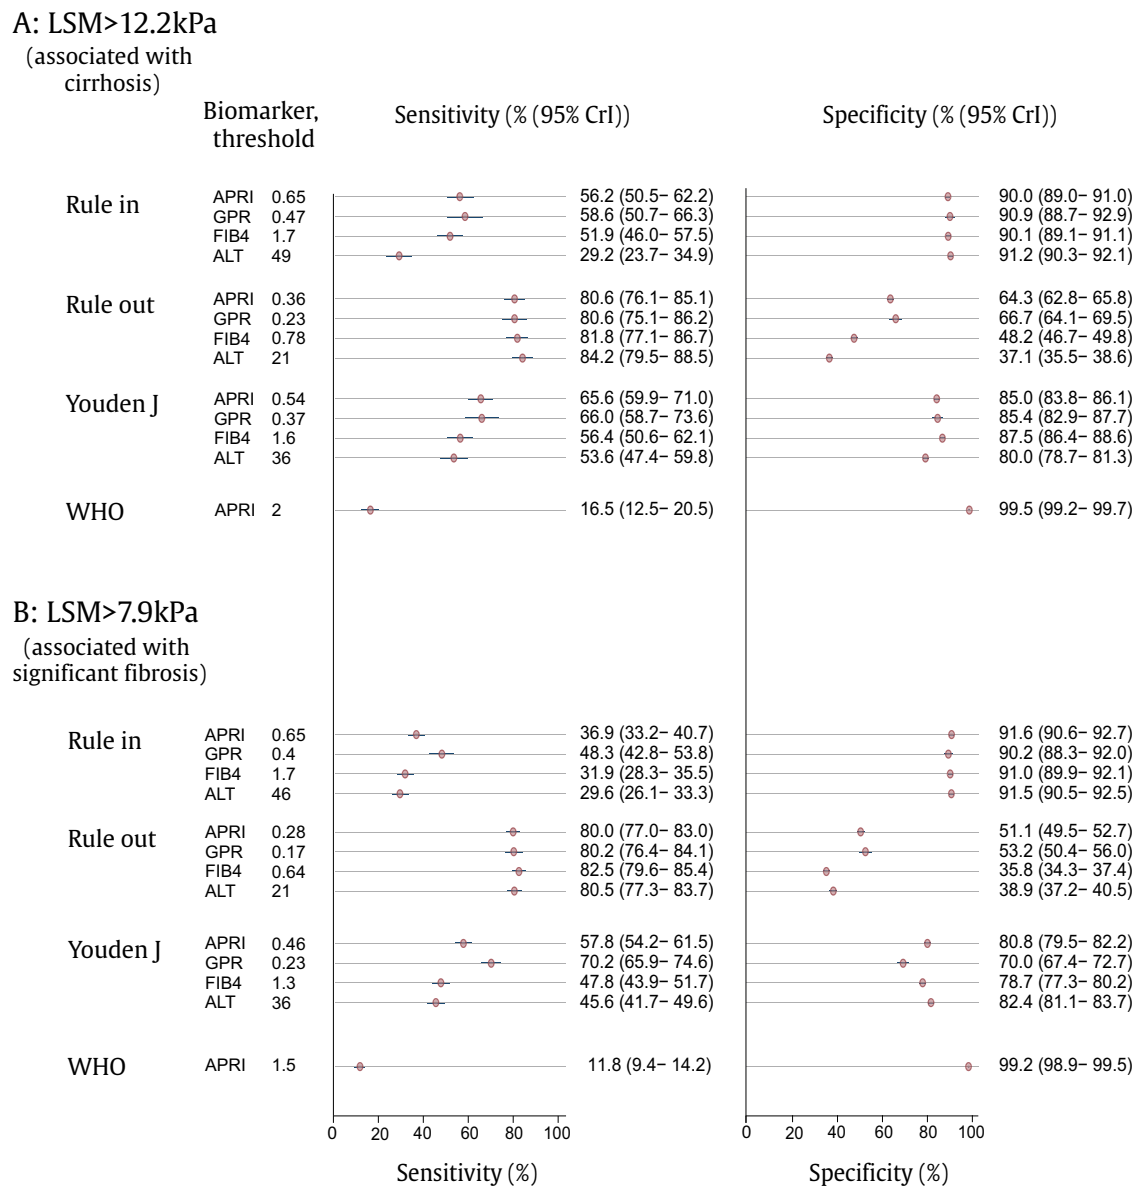 A: LSM>12.2kPa
(associated with
cirrhosis)
Biomarker,
threshold
Sensitivity (% (95% CrI))
Specificity (% (95% CrI))
Rule in
APRI 0.65 56.2 (50.5− 62.2) 90.0 (89.0− 91.0)
GPR 0.47 58.6 (50.7− 66.3) 90.9 (88.7− 92.9)
FIB4 1.7 51.9 (46.0− 57.5) 90.1 (89.1− 91.1)
ALT 49 29.2 (23.7− 34.9) 91.2 (90.3− 92.1)
Rule out
APRI 0.36 80.6 (76.1− 85.1) 64.3 (62.8− 65.8)
GPR 0.23 80.6 (75.1− 86.2) 66.7 (64.1− 69.5)
FIB4 0.78 81.8 (77.1− 86.7) 48.2 (46.7− 49.8)
ALT 21 84.2 (79.5− 88.5) 37.1 (35.5− 38.6)
Youden J
APRI 0.54 65.6 (59.9− 71.0) 85.0 (83.8− 86.1)
GPR 0.37 66.0 (58.7− 73.6) 85.4 (82.9− 87.7)
FIB4 1.6 56.4 (50.6− 62.1) 87.5 (86.4− 88.6)
ALT 36 53.6 (47.4− 59.8) 80.0 (78.7− 81.3)
WHO APRI 2 16.5 (12.5− 20.5) 99.5 (99.2− 99.7)
B: LSM>7.9kPa
(associated with
significant fibrosis)
Rule in
APRI 0.65 36.9 (33.2− 40.7) 91.6 (90.6− 92.7)
GPR 0.4 48.3 (42.8− 53.8) 90.2 (88.3− 92.0)
FIB4 1.7 31.9 (28.3− 35.5) 91.0 (89.9− 92.1)
ALT 46 29.6 (26.1− 33.3) 91.5 (90.5− 92.5)
Rule out
APRI 0.28 80.0 (77.0− 83.0) 51.1 (49.5− 52.7)
GPR 0.17 80.2 (76.4− 84.1) 53.2 (50.4− 56.0)
FIB4 0.64 82.5 (79.6− 85.4) 35.8 (34.3− 37.4)
ALT 21 80.5 (77.3− 83.7) 38.9 (37.2− 40.5)
Youden J
APRI 0.46 57.8 (54.2− 61.5) 80.8 (79.5− 82.2)
GPR 0.23 70.2 (65.9− 74.6) 70.0 (67.4− 72.7)
FIB4 1.3 47.8 (43.9− 51.7) 78.7 (77.3− 80.2)
ALT 36 45.6 (41.7− 49.6) 82.4 (81.1− 83.7)
WHO APRI 1.5 11.8 (9.4− 14.2) 99.2 (98.9− 99.5)
0 20 40 60 80 100
0 20 40 60 80 100
Sensitivity (%)
Specificity (%)